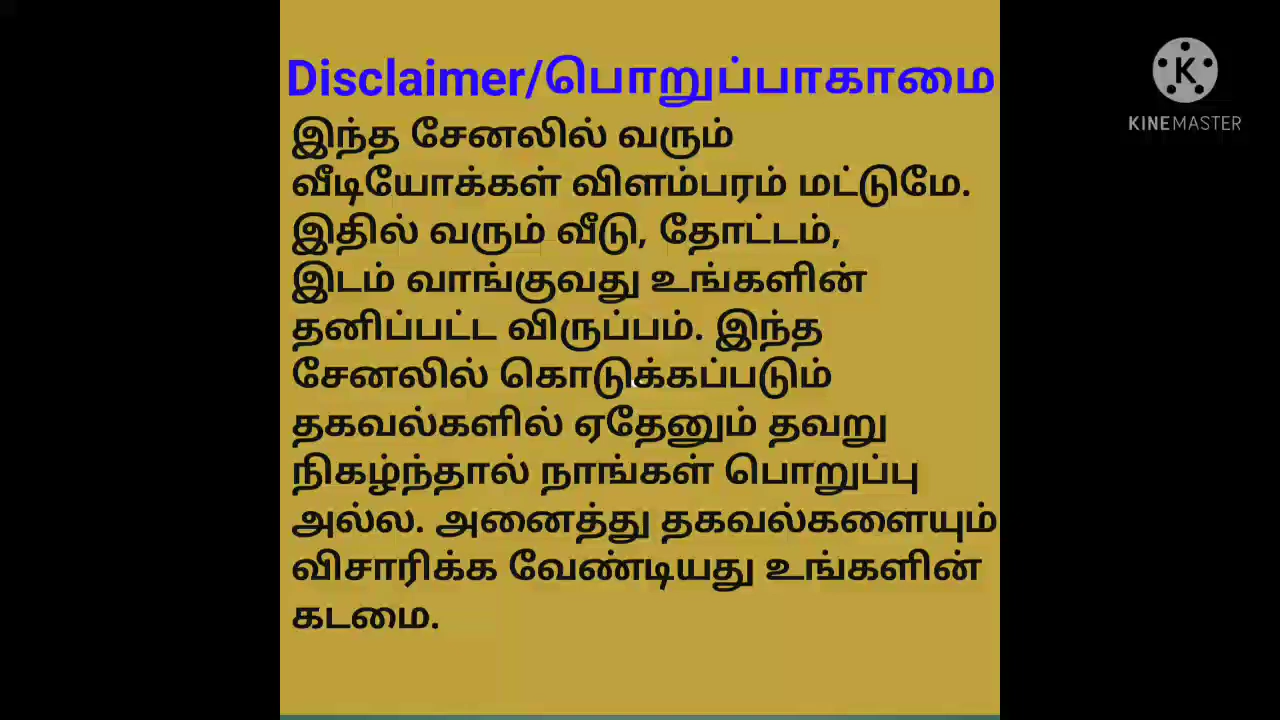 Disclaimer/பொறுப்பாகாமை
இந்த சேனலில் வரும்
வீடியோக்கள் விளம்பரம் மட்டுமே.
இதில் வரும் வீடு, தோட்டம்,
இடம் வாங்குவது உங்களின்
தனிப்பட்ட விருப்பம். இந்த
சேனலில் கொடுக்கப்படும்
தகவல்களில் ஏதேனும் தவறு
நிகழ்ந்தால் நாங்கள் பொறுப்பு
அல்ல. அனைத்து தகவல்களையும்
விசாரிக்க வேண்டியது உங்களின்
கடமை.
K
KINEMASTER